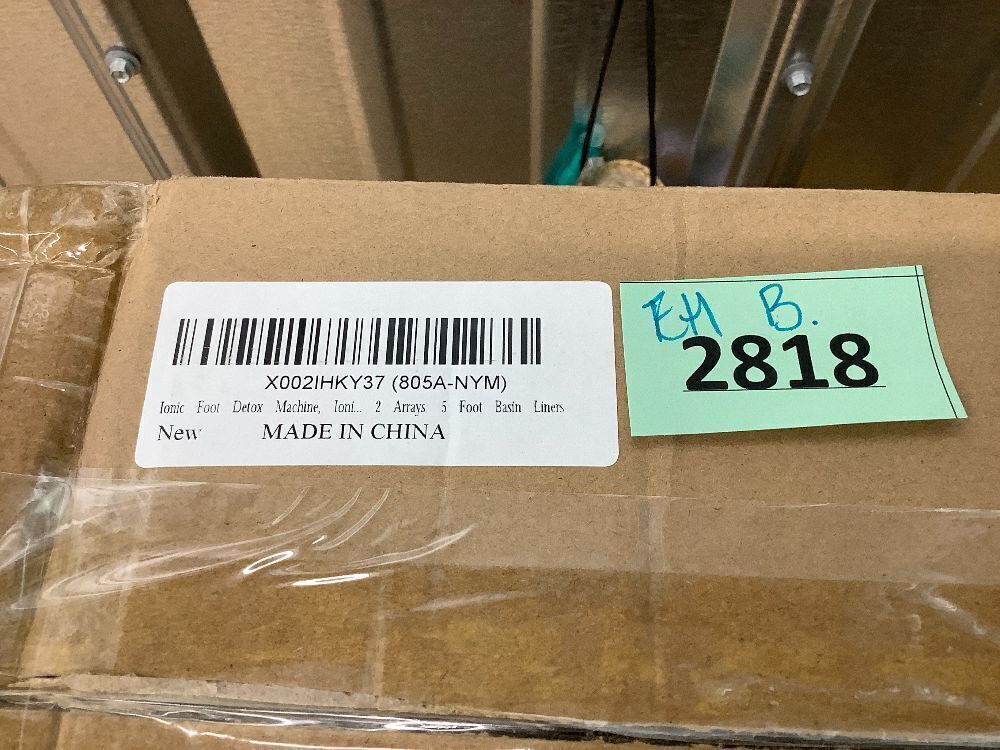 X002IHKY37 (805A-NYM)
Ionic Foot Detox Machine, Ioni... 2 Arrays 5 Foot Basin Liners
New MADE IN CHINA
B.
2818